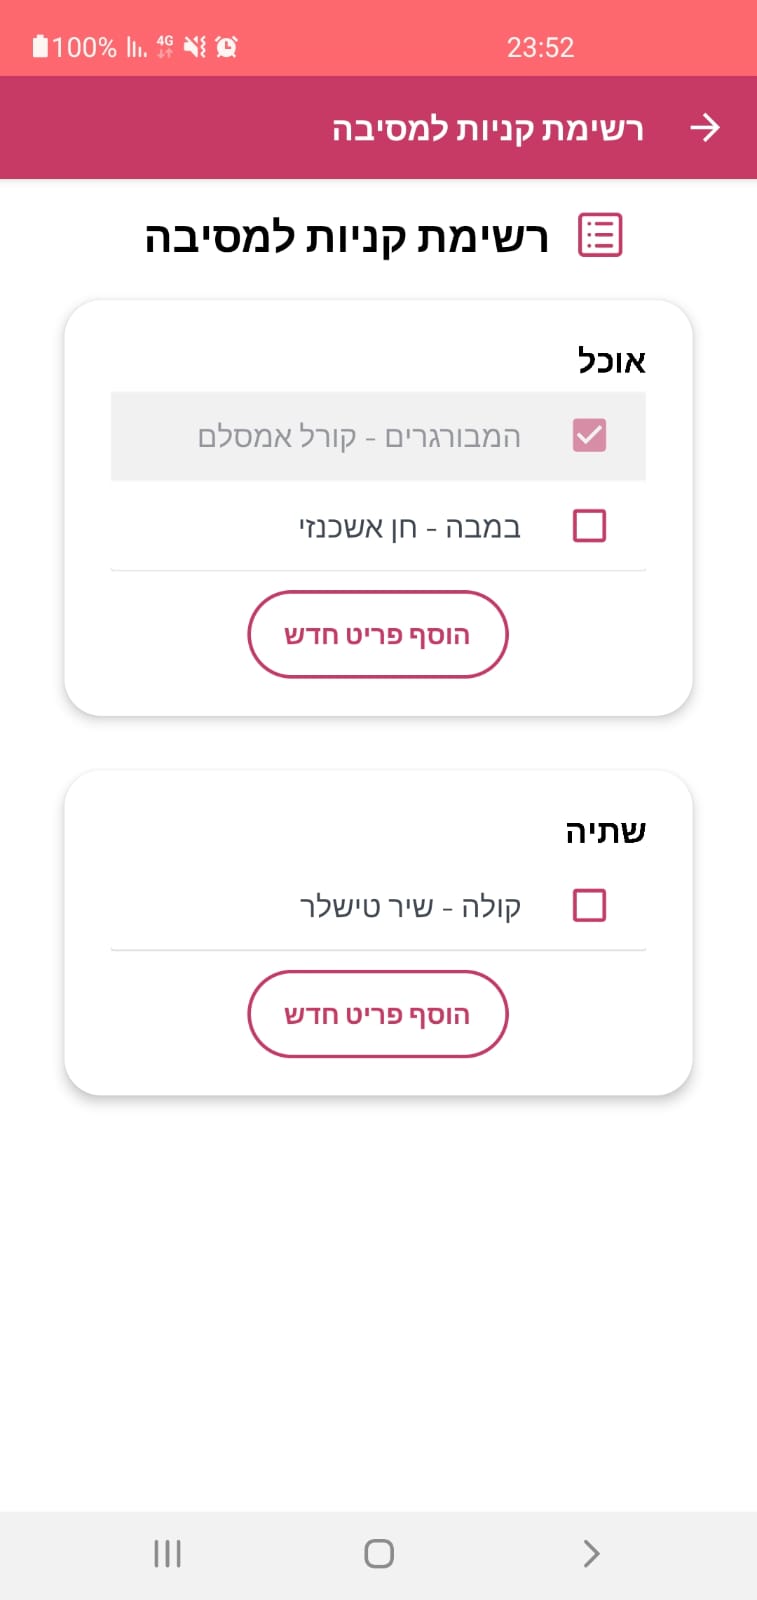 100% 4G 23:52
רשימת קניות למסיבה
רשימת קניות למסיבה
אוכל
המבורגרים - קורל אמסלם
במבה - חן אשכנזי
הוסף פריט חדש
שתיה
קולה - שיר טישלר
הוסף פריט חדש